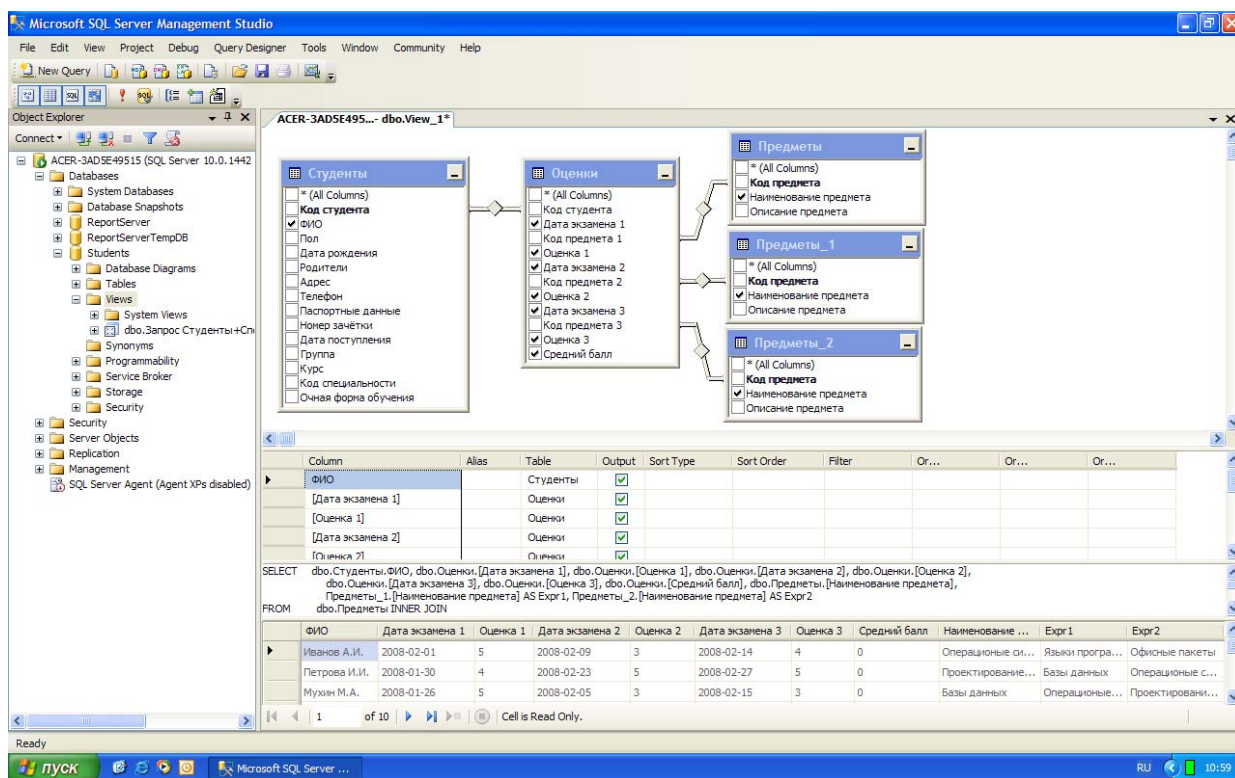 Microsoft SQL Server Management Studio
File Edit View Project Debug Query Designer Tools Window Community Help
New Query
Object Explorer
ACER-3AD5E495...- dbo.View_1*
Connect
ACER-3AD5E49515 (SQL Server 10.0.1442
Databases
System Databases
Database Snapshots
ReportServer
ReportServerTempDB
Students
Database Diagrams
Tables
Views
System Views
dbo.Запрос Студенты+Спе
Synonyms
Programmability
Service Broker
Storage
Security
Security
Server Objects
Replication
Management
SQL Server Agent (Agent XPs disabled)
Студенты
* (All Columns)
Код студента
ФИО
Пол
Дата рождения
Родители
Адрес
Телефон
Паспортные данные
Номер зачётки
Дата поступления
Группа
Курс
Код специальности
Очная форма обучения
Оценки
* (All Columns)
Код студента
Дата экзамена 1
Код предмета 1
Оценка 1
Дата экзамена 2
Код предмета 2
Оценка 2
Дата экзамена 3
Код предмета 3
Оценка 3
Средний балл
Предметы
* (All Columns)
Код предмета
Наименование предмета
Описание предмета
Предметы_1
* (All Columns)
Код предмета
Наименование предмета
Описание предмета
Предметы_2
* (All Columns)
Код предмета
Наименование предмета
Описание предмета
Column Alias Table Output Sort Type Sort Order Filter Or... Or... Or...
ФИО Студенты
[Дата экзамена 1] Оценки
[Оценка 1] Оценки
[Дата экзамена 2] Оценки
[Оценка 2] Оценки
SELECT dbo.Студенты.ФИО, dbo.Оценки.[Дата экзамена 1], dbo.Оценки.[Оценка 1], dbo.Оценки.[Дата экзамена 2], dbo.Оценки.[Оценка 2],
dbo.Оценки.[Дата экзамена 3], dbo.Оценки.[Оценка 3], dbo.Оценки.[Средний балл], dbo.Предметы.[Наименование предмета],
Предметы_1.[Наименование предмета] AS Expr1, Предметы_2.[Наименование предмета] AS Expr2
FROM dbo.Предметы INNER JOIN
ФИО Дата экзамена 1 Оценка 1 Дата экзамена 2 Оценка 2 Дата экзамена 3 Оценка 3 Средний балл Наименование ... Expr1 Expr2
Иванов А.И. 2008-02-01 5 2008-02-09 3 2008-02-14 4 0 Операционые си... Языки програ... Офисные пакеты
Петрова И.И. 2008-01-30 4 2008-02-23 5 2008-02-27 5 0 Проектирование... Базы данных Операционые с...
Мухин М.А. 2008-01-26 5 2008-02-05 3 2008-02-15 3 0 Базы данных Операционые... Проектировани...
1 of 10 Cell is Read Only.
Ready
пуск Microsoft SQL Server ... RU 10:59